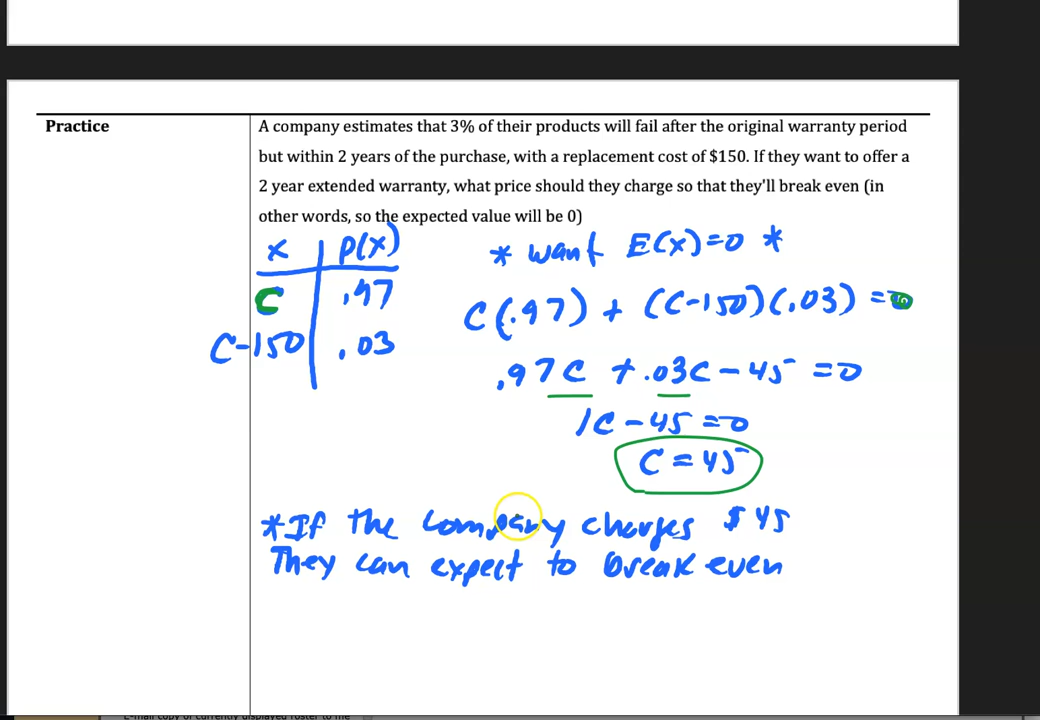 Practice
A company estimates that 3% of their products will fail after the original warranty period
but within 2 years of the purchase, with a replacement cost of $150. If they want to offer a
2 year extended warranty, what price should they charge so that they'll break even (in
other words, so the expected value will be 0)
x P(x)
* want E(x)=0 *
C .97
C(.97) + (C-150)(.03) = 0
C-150 .03
.97C + .03C - 45 = 0
1C - 45 = 0
C = 45
*If the company charges $45
They can expect to break even